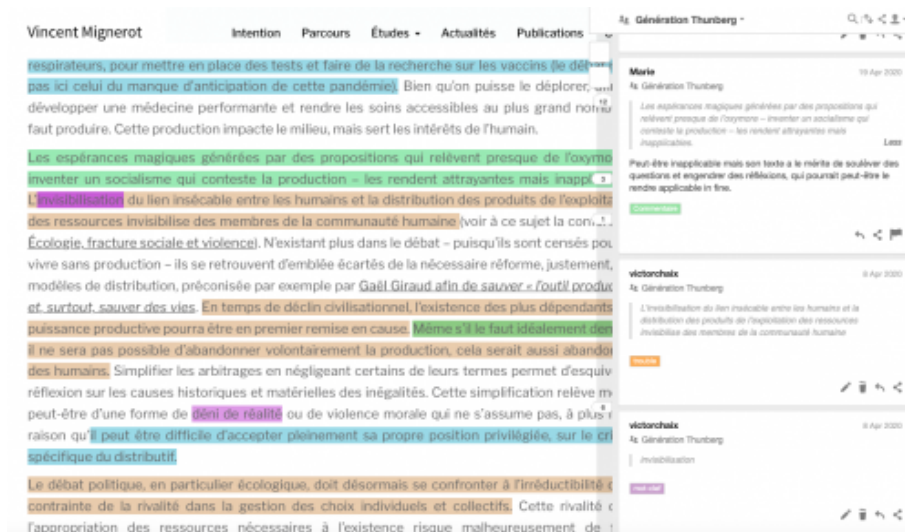 Vincent Mignerot
Intention Parcours Études Actualités Publications
respirateurs, pour mettre en place des tests et faire de la recherche sur les vaccins (le
pas ici celui du manque d'anticipation de cette pandémie). Bien qu'on puisse le déplorer,
développer une médecine performante et rendre les soins accessibles au plus grand
faut produire. Cette production impacte le milieu, mais sert les intérêts de l'humain.
Les espérances magiques générées par des propositions qui relèvent presque de l'oxymo
inventer un socialisme qui conteste la production – les rendent attrayantes mais inappl
L'invisibilisation du lien insécable entre les humains et la distribution des produits de l'exploita
des ressources invisibilise des membres de la communauté humaine (voir à ce sujet la
Écologie, fracture sociale et violence). N'existant plus dans le débat – puisqu'ils sont censés pou
vivre sans production – ils se retrouvent d'emblée écartés de la nécessaire réforme, justement,
modèles de distribution, préconisée par exemple par Gaël Giraud afin de sauver « l'outil produc
et, surtout, sauver des vies. En temps de déclin civilisationnel, l'existence des plus dépendants
puissance productive pourra être en premier remise en cause. Même s'il le faut idéalement
il ne sera pas possible d'abandonner volontairement la production, cela serait aussi abando
des humains. Simplifier les arbitrages en négligeant certains de leurs termes permet d'esquiv
réflexion sur les causes historiques et matérielles des inégalités. Cette simplification relève
peut-être d'une forme de déni de réalité ou de violence morale qui ne s'assume pas, à plus
raison qu'il peut être difficile d'accepter pleinement sa propre position privilégiée, sur le cri
spécifique du distributif.
Le débat politique, en particulier écologique, doit désormais se confronter à l'irréductibilité
contrainte de la rivalité dans la gestion des choix individuels et collectifs. Cette rivalité
l'appropriation des ressources nécessaires à l'existence risque malheureusement de
Génération Thunberg
Marie 19 Apr 2020
Génération Thunberg
Les espérances magiques générées par des propositions qui
relèvent presque de l'oxymore – inventer un socialisme qui
conteste la production – les rendent attrayantes mais
inapplicables.
Less
Peut-être inapplicable mais son texte a le mérite de soulever des
questions et engendrer des réfléxions, qui pourrait peut-être le
rendre applicable in fine.
Commentaire
victorchaix 8 Apr 2020
Génération Thunberg
L'invisibilisation du lien insécable entre les humains et la
distribution des produits de l'exploitation des ressources
invisibilise des membres de la communauté humaine
victorchaix 8 Apr 2020
Génération Thunberg
invisibilisation